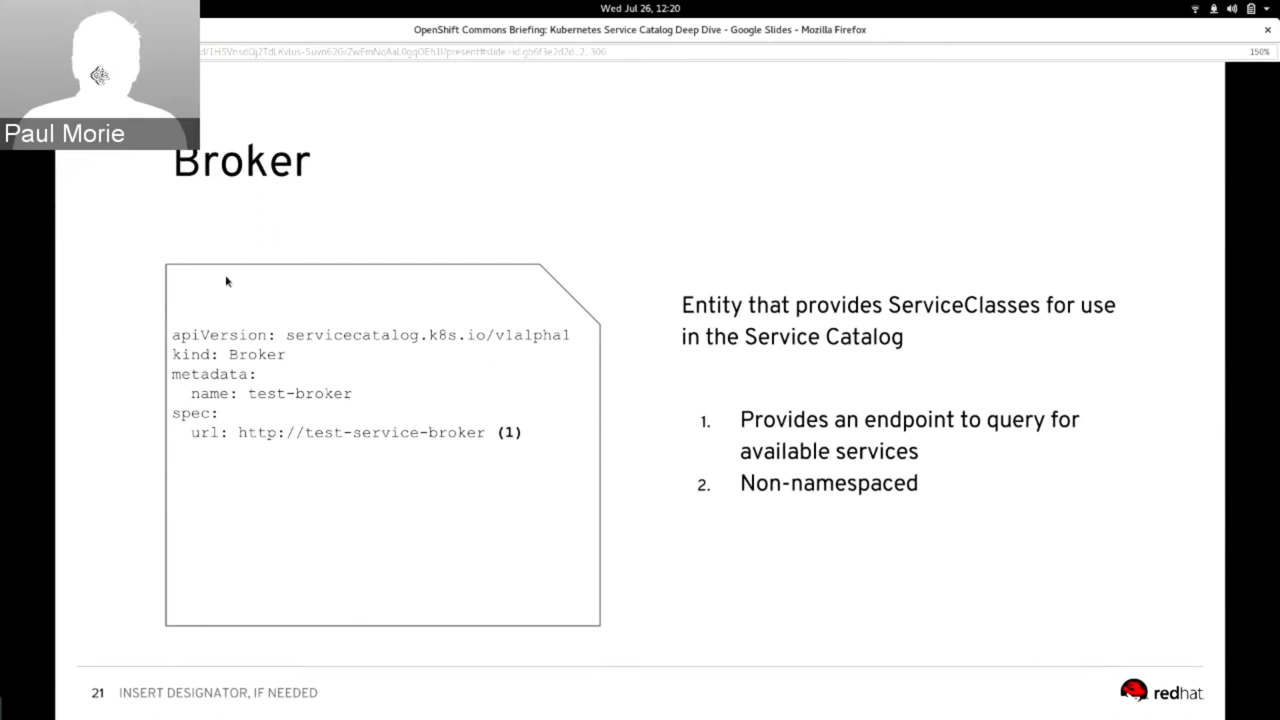 Wed Jul 26, 12:20
OpenShift Commons Briefing: Kubernetes Service Catalog Deep Dive - Google Slides - Mozilla Firefox
150%
Paul Morie
Broker
apiVersion: servicecatalog.k8s.io/v1alpha1
kind: Broker
metadata:
name: test-broker
spec:
url: http://test-service-broker (1)
Entity that provides ServiceClasses for use
in the Service Catalog
1. Provides an endpoint to query for
available services
2. Non-namespaced
21 INSERT DESIGNATOR, IF NEEDED
redhat